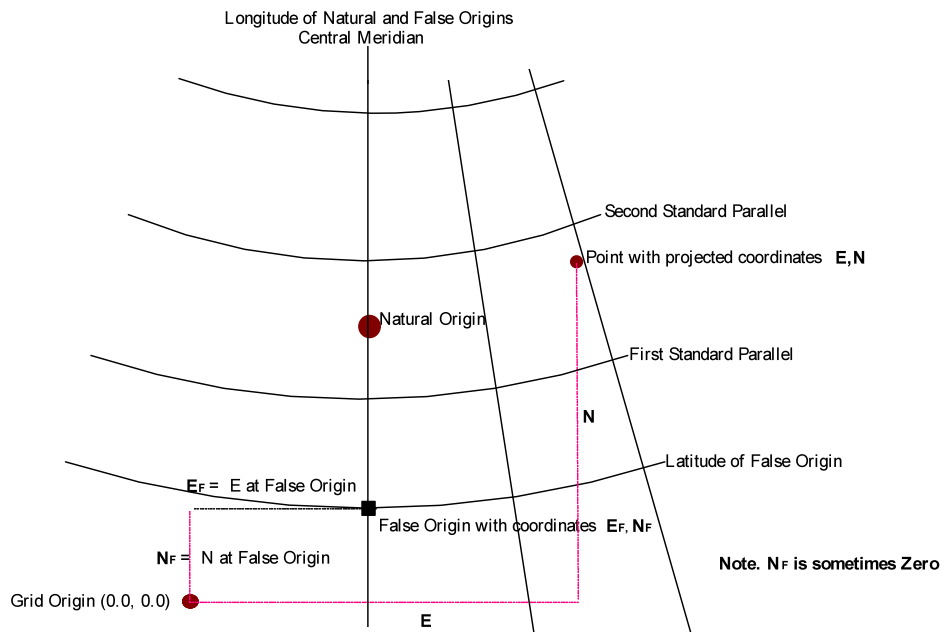 Longitude of Natural and False Origins
Central Meridian
Second Standard Parallel
Point with projected coordinates E,N
Natural Origin
First Standard Parallel
N
Latitude of False Origin
EF = E at False Origin
False Origin with coordinates EF, NF
NF = N at False Origin
Note. NF is sometimes Zero
Grid Origin (0.0, 0.0)
E